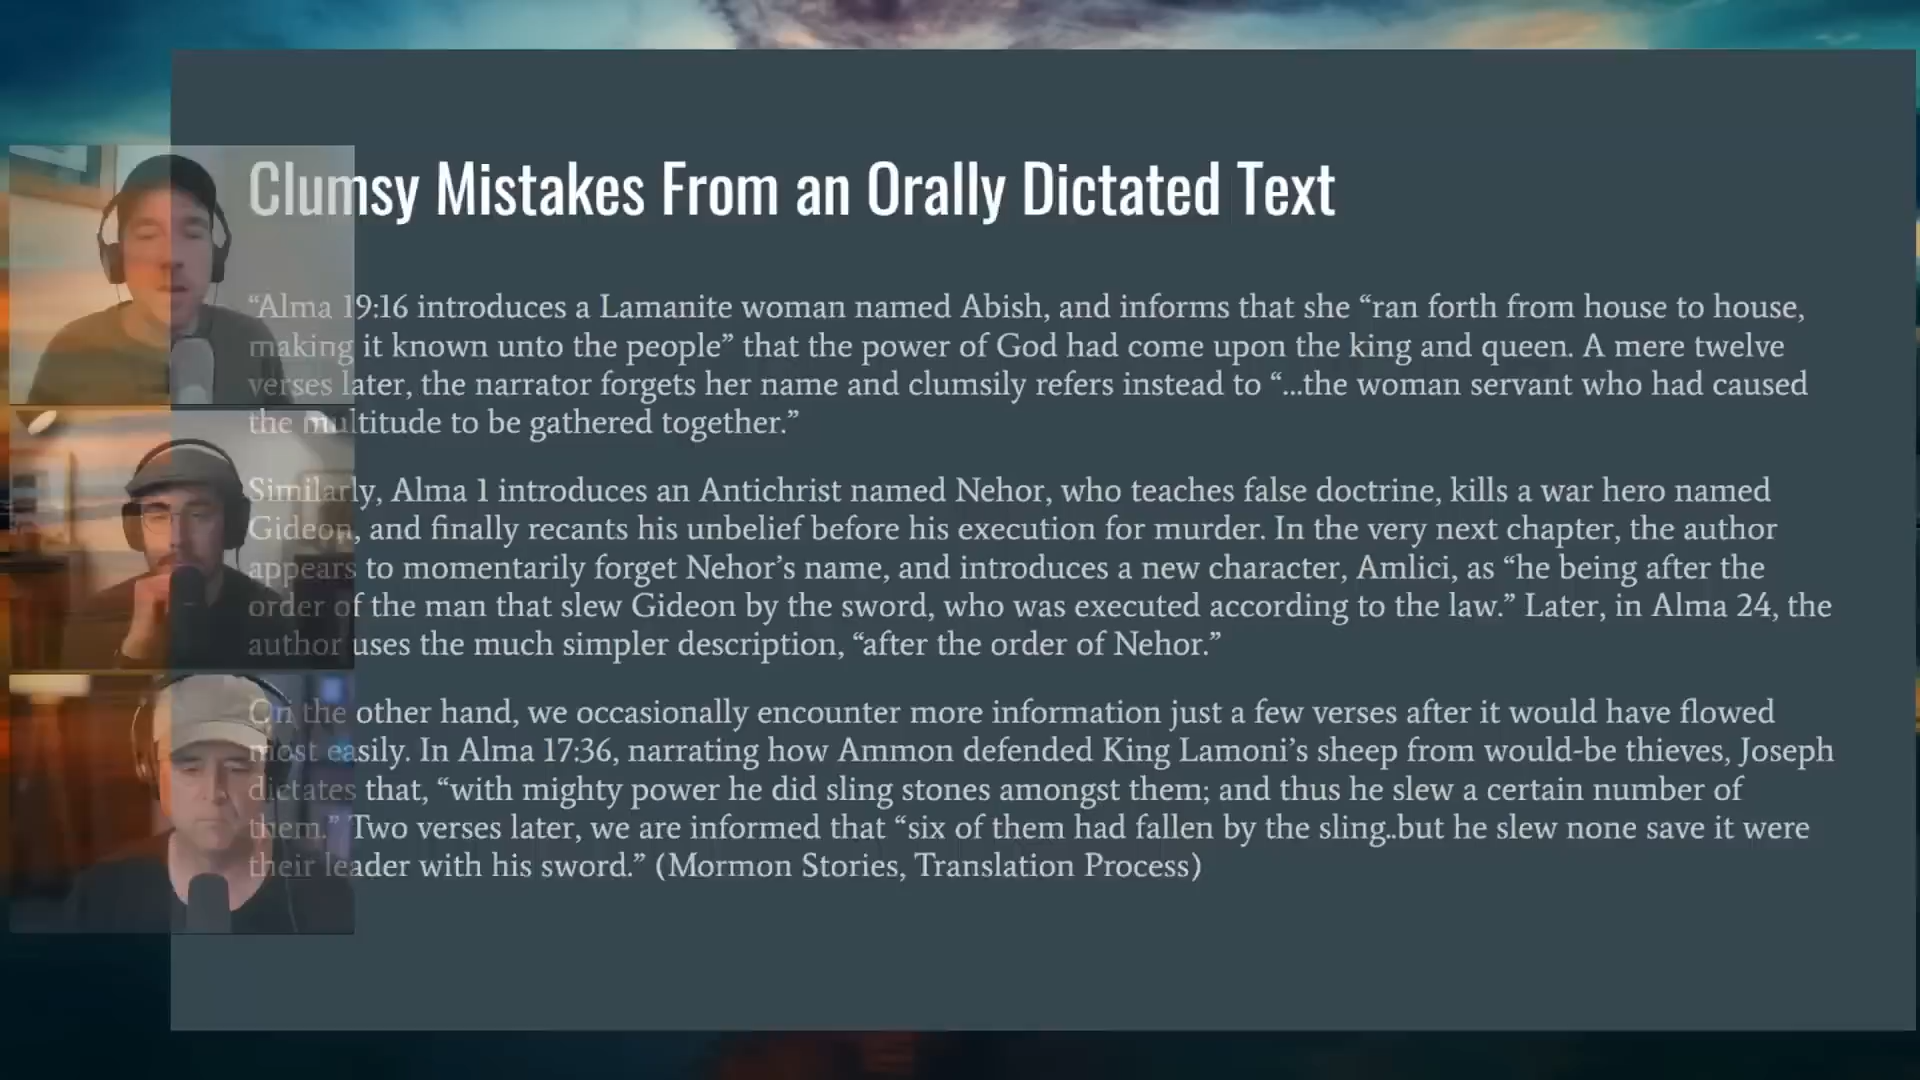 Clumsy Mistakes From an Orally Dictated Text
“Alma 19:16 introduces a Lamanite woman named Abish, and informs that she “ran forth from house to house,
making it known unto the people” that the power of God had come upon the king and queen. A mere twelve
verses later, the narrator forgets her name and clumsily refers instead to “...the woman servant who had caused
the multitude to be gathered together.”
Similarly, Alma 1 introduces an Antichrist named Nehor, who teaches false doctrine, kills a war hero named
Gideon, and finally recants his unbelief before his execution for murder. In the very next chapter, the author
appears to momentarily forget Nehor’s name, and introduces a new character, Amlici, as “he being after the
order of the man that slew Gideon by the sword, who was executed according to the law.” Later, in Alma 24, the
author uses the much simpler description, “after the order of Nehor.”
On the other hand, we occasionally encounter more information just a few verses after it would have flowed
most easily. In Alma 17:36, narrating how Ammon defended King Lamoni’s sheep from would-be thieves, Joseph
dictates that, “with mighty power he did sling stones amongst them; and thus he slew a certain number of
them.” Two verses later, we are informed that “six of them had fallen by the sling..but he slew none save it were
their leader with his sword.” (Mormon Stories, Translation Process)